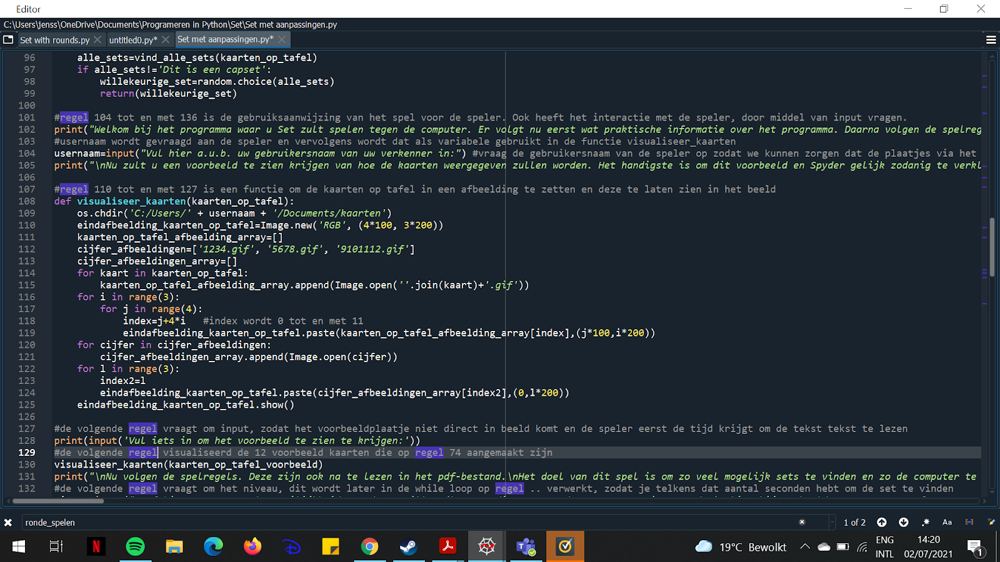 Editor
C:\Users\jenss\OneDrive\Documents\Programeren in Python\Set\Set met aanpassingen.py
Set with rounds.py untitled0.py* Set met aanpassingen.py*
96 alle_sets=vind_alle_sets(kaarten_op_tafel)
97 if alle_sets!='Dit is een capset':
98 willekeurige_set=random.choice(alle_sets)
99 return(willekeurige_set)
100
101 #regel 104 tot en met 136 is de gebruiksaanwijzing van het spel voor de speler. Ook heeft het interactie met de speler, door middel van input vragen.
102 print("Welkom bij het programma waar u Set zult spelen tegen de computer. Er volgt nu eerst wat praktische informatie over het programma. Daarna volgen de spelreg
103 #usernaam wordt gevraagd aan de speler en vervolgens wordt dat als variabele gebruikt in de functie visualiseer_kaarten
104 usernaam=input("Vul hier a.u.b. uw gebruikersnaam van uw verkenner in:") #vraag de gebruikersnaam van de speler op zodat we kunnen zorgen dat de plaatjes via het
105 print("\nNu zult u een voorbeeld te zien krijgen van hoe de kaarten weergegeven zullen worden. Het handigste is om dit voorbeeld en Spyder gelijk zodanig te verkl
106
107 #regel 110 tot en met 127 is een functie om de kaarten op tafel in een afbeelding te zetten en deze te laten zien in het beeld
108 def visualiseer_kaarten(kaarten_op_tafel):
109 os.chdir('C:/Users/' + usernaam + '/Documents/kaarten')
110 eindafbeelding_kaarten_op_tafel=Image.new('RGB', (4*100, 3*200))
111 kaarten_op_tafel_afbeelding_array=[]
112 cijfer_afbeeldingen=['1234.gif', '5678.gif', '9101112.gif']
113 cijfer_afbeeldingen_array=[]
114 for kaart in kaarten_op_tafel:
115 kaarten_op_tafel_afbeelding_array.append(Image.open(''.join(kaart)+'.gif'))
116 for i in range(3):
117 for j in range(4):
118 index=j+4*i #index wordt 0 tot en met 11
119 eindafbeelding_kaarten_op_tafel.paste(kaarten_op_tafel_afbeelding_array[index],(j*100,i*200))
120 for cijfer in cijfer_afbeeldingen:
121 cijfer_afbeeldingen_array.append(Image.open(cijfer))
122 for l in range(3):
123 index2=l
124 eindafbeelding_kaarten_op_tafel.paste(cijfer_afbeeldingen_array[index2],(0,l*200))
125 eindafbeelding_kaarten_op_tafel.show()
126
127 #de volgende regel vraagt om input, zodat het voorbeeldplaatje niet direct in beeld komt en de speler eerst de tijd krijgt om de tekst tekst te lezen
128 print(input('Vul iets in om het voorbeeld te zien te krijgen:'))
129 #de volgende regel visualiseerd de 12 voorbeeld kaarten die op regel 74 aangemaakt zijn
130 visualiseer_kaarten(kaarten_op_tafel_voorbeeld)
131 print("\nNu volgen de spelregels. Deze zijn ook na te lezen in het pdf-bestand.\nHet doel van dit spel is om zo veel mogelijk sets te vinden en zo de computer te
132 #de volgende regel vraagt om het niveau, dit wordt later in de while loop op regel .. verwerkt, zodat je telkens dat aantal seconden hebt om de set te vinden
ronde_spelen 1 of 2 .* Aa
19°C Bewolkt ENG INTL 14:20 02/07/2021 1